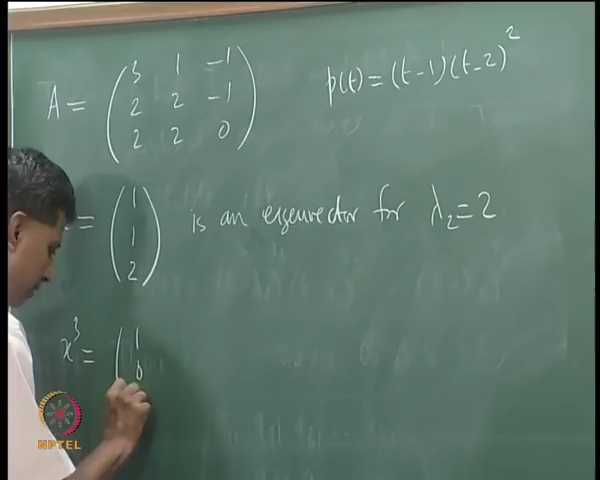 A = ( 3 1 -1
2 2 -1
2 2 0 )
p(t) = (t-1)(t-2)²
= ( 1
1
2 ) is an eigenvector for λ₂ = 2
x³ = ( 1
0
NPTEL